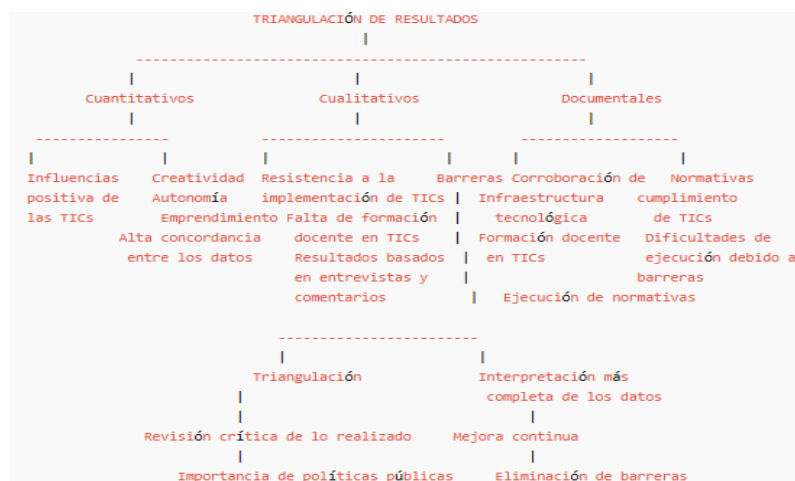 TRIANGULACIÓN DE RESULTADOS
Cuantitativos Cualitativos Documentales
Influencias Creatividad Resistencia a la Barreras Corroboración de Normativas
positiva de Autonomía implementación de TICs | Infraestructura cumplimiento
las TICs Emprendimiento Falta de formación | tecnológica de TICs
Alta concordancia docente en TICs | Formación docente Dificultades de
entre los datos Resultados basados | en TICs ejecución debido a
en entrevistas y | barreras
comentarios | Ejecución de normativas
Triangulación Interpretación más
completa de los datos
Revisión crítica de lo realizado Mejora continua
Importancia de políticas públicas Eliminación de barreras